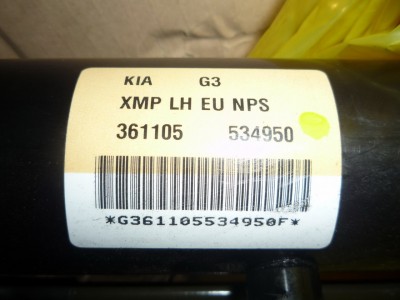 KIA G3
XMP LH EU NPS
361105 534950
*G361105534950F*